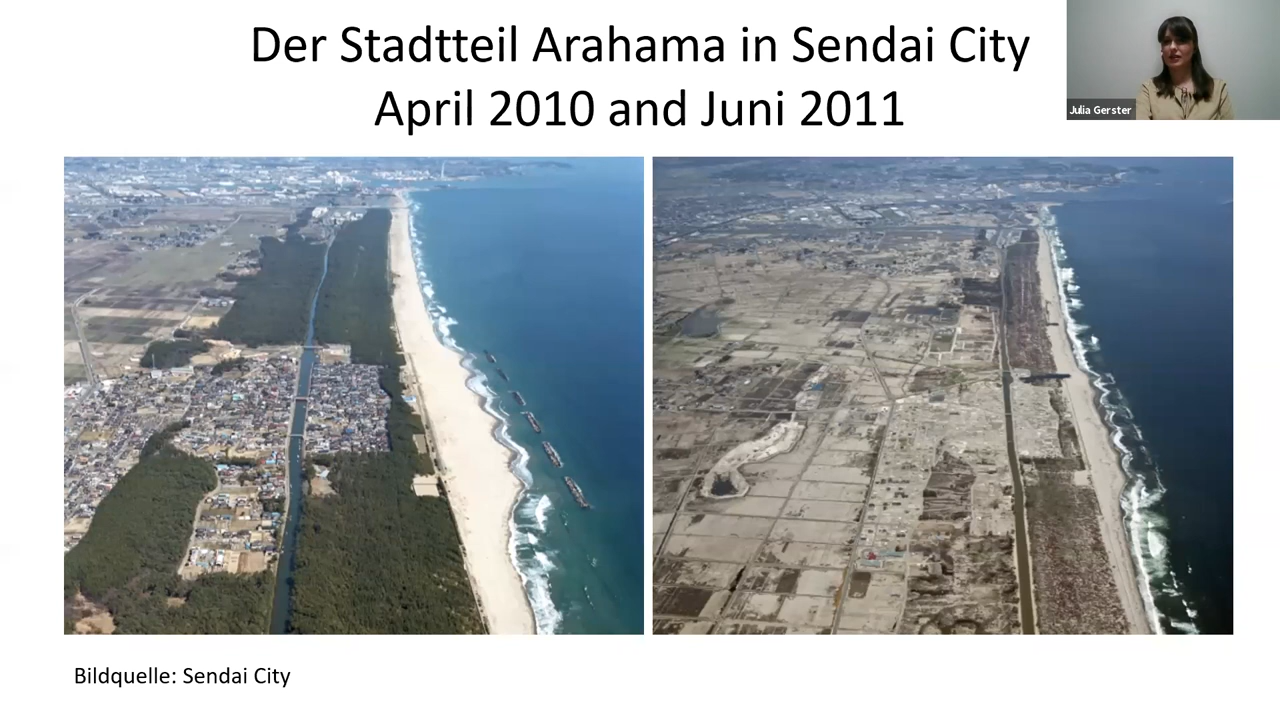 Der Stadtteil Arahama in Sendai City
April 2010 and Juni 2011
Julia Gerster
Bildquelle: Sendai City